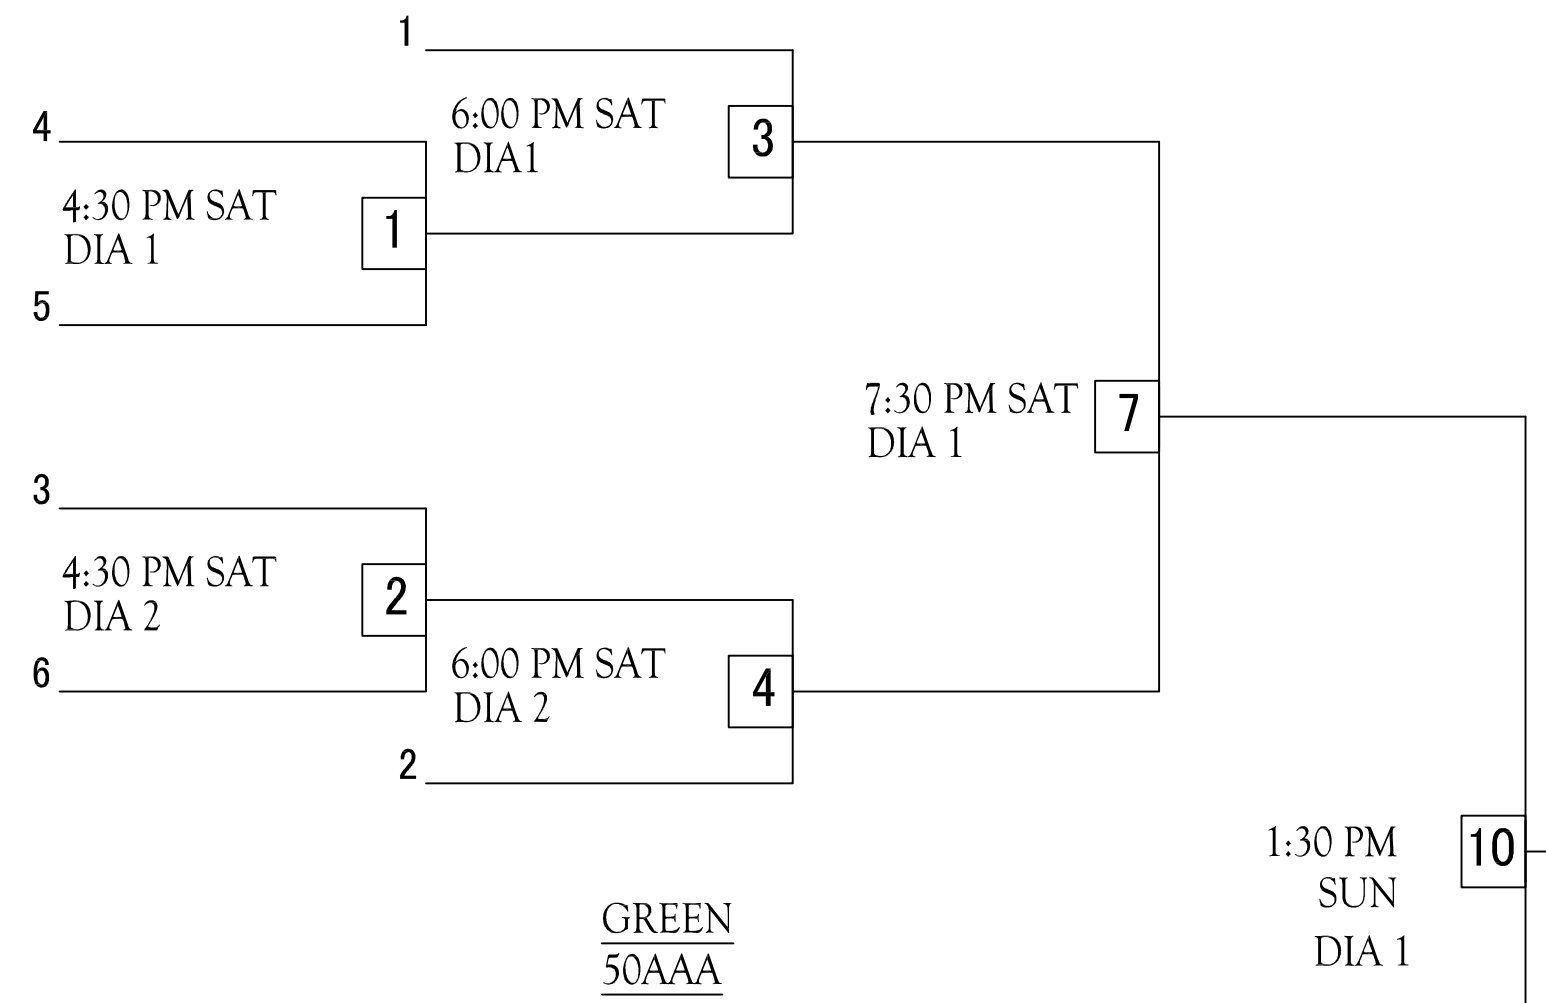 1
6:00 PM SAT
DIA1
3
4
4:30 PM SAT
DIA 1
1
5
7:30 PM SAT
DIA 1
7
3
4:30 PM SAT
DIA 2
2
6
6:00 PM SAT
DIA 2
4
2
1:30 PM
SUN
DIA 1
10
GREEN
50AAA